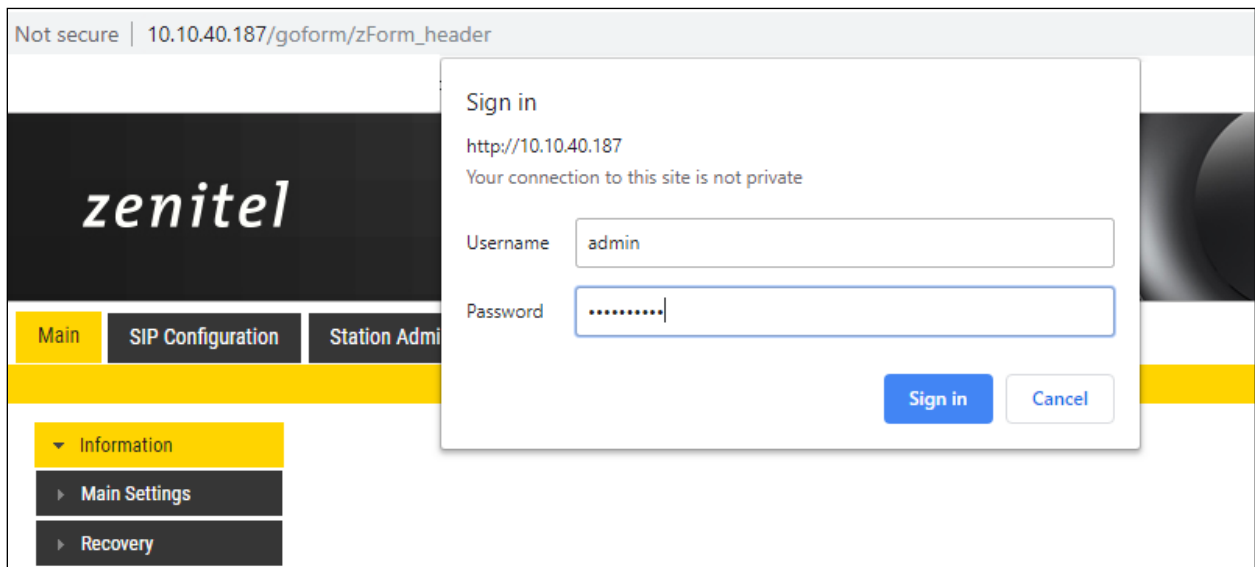 Not secure | 10.10.40.187/goform/zForm_header
Sign in
http://10.10.40.187
Your connection to this site is not private
zenitel
Username admin
Password ••••••••••
Main SIP Configuration Station Admi
Sign in Cancel
Information
Main Settings
Recovery